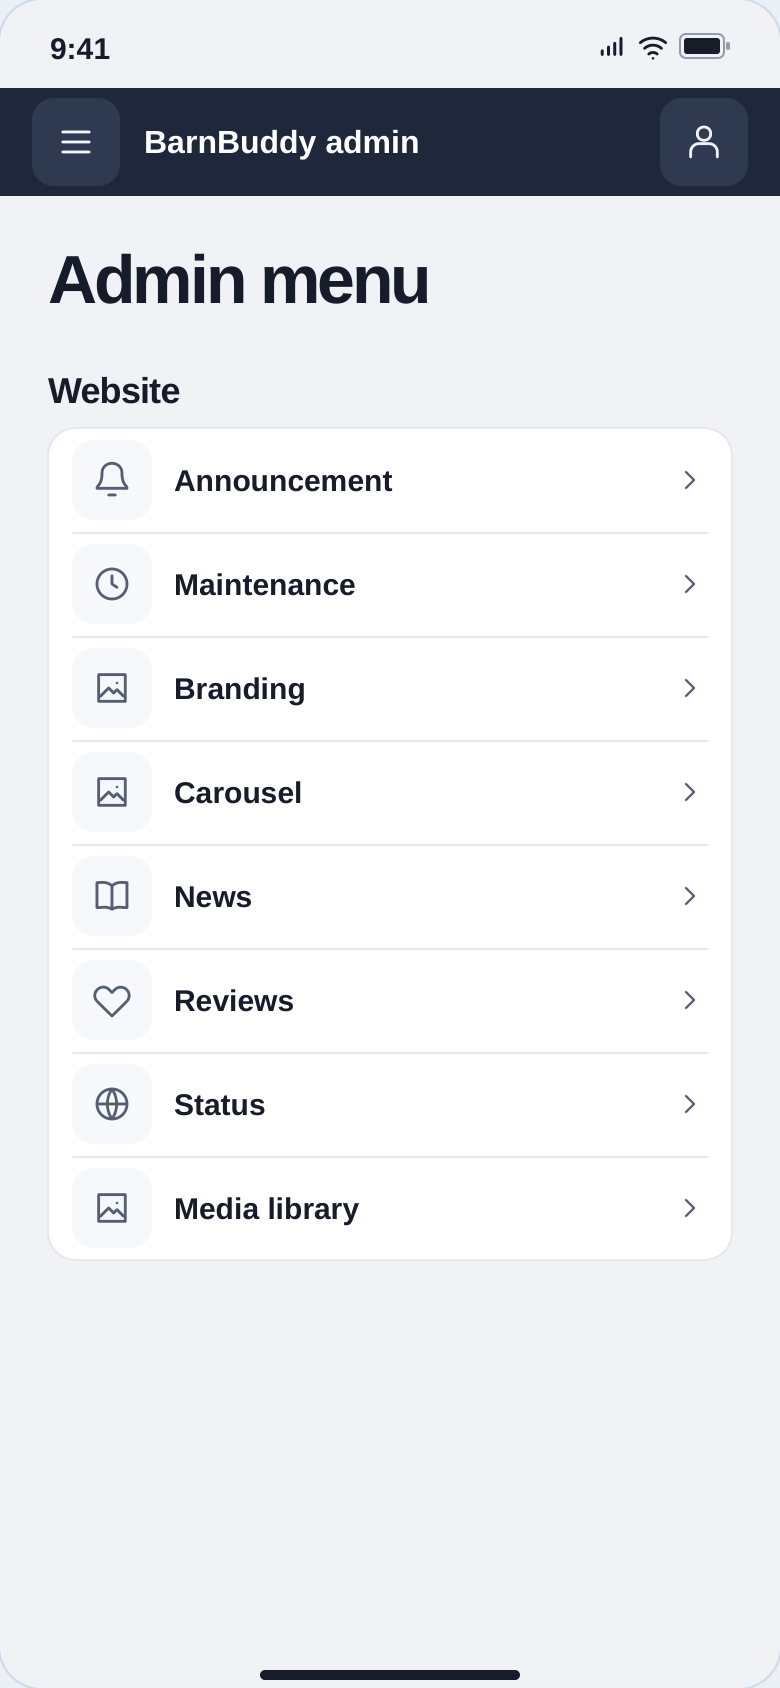 9:41
BarnBuddy admin
Admin menu
Website
Announcement
Maintenance
Branding
Carousel
News
Reviews
Status
Media library